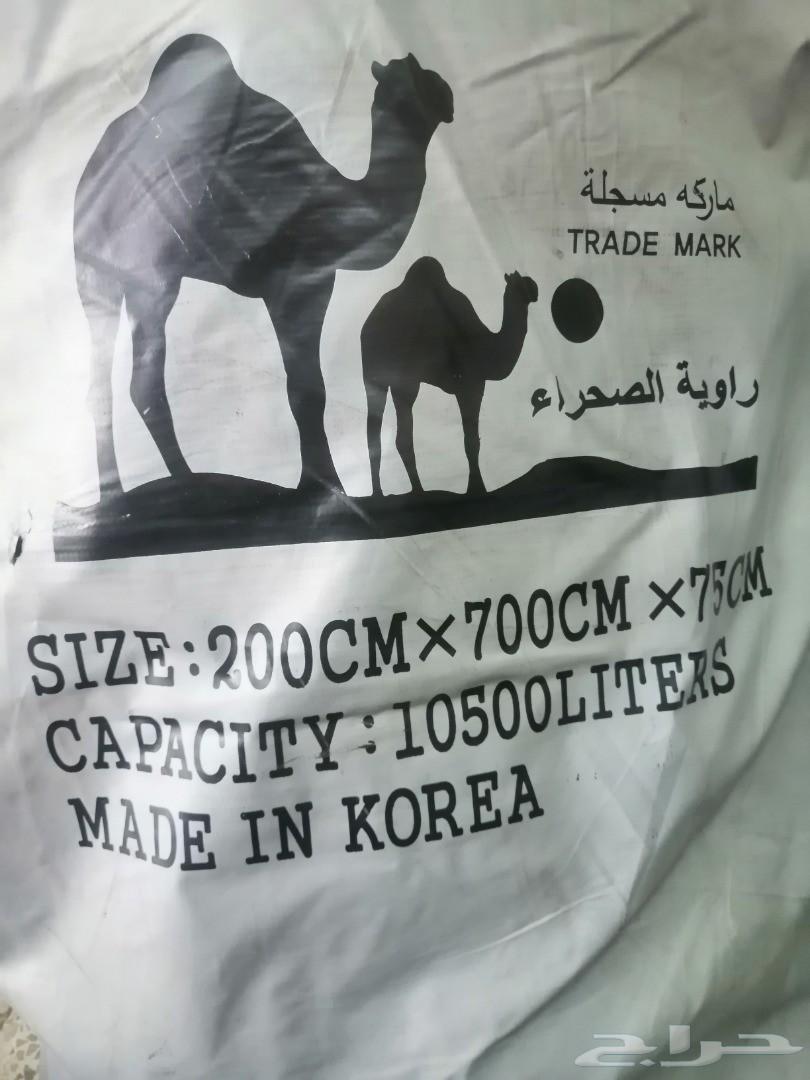 ماركه مسجلة
TRADE MARK
راوية الصحراء
SIZE:200CM×700CM×75CM
CAPACITY:10500LITERS
MADE IN KOREA
حراج